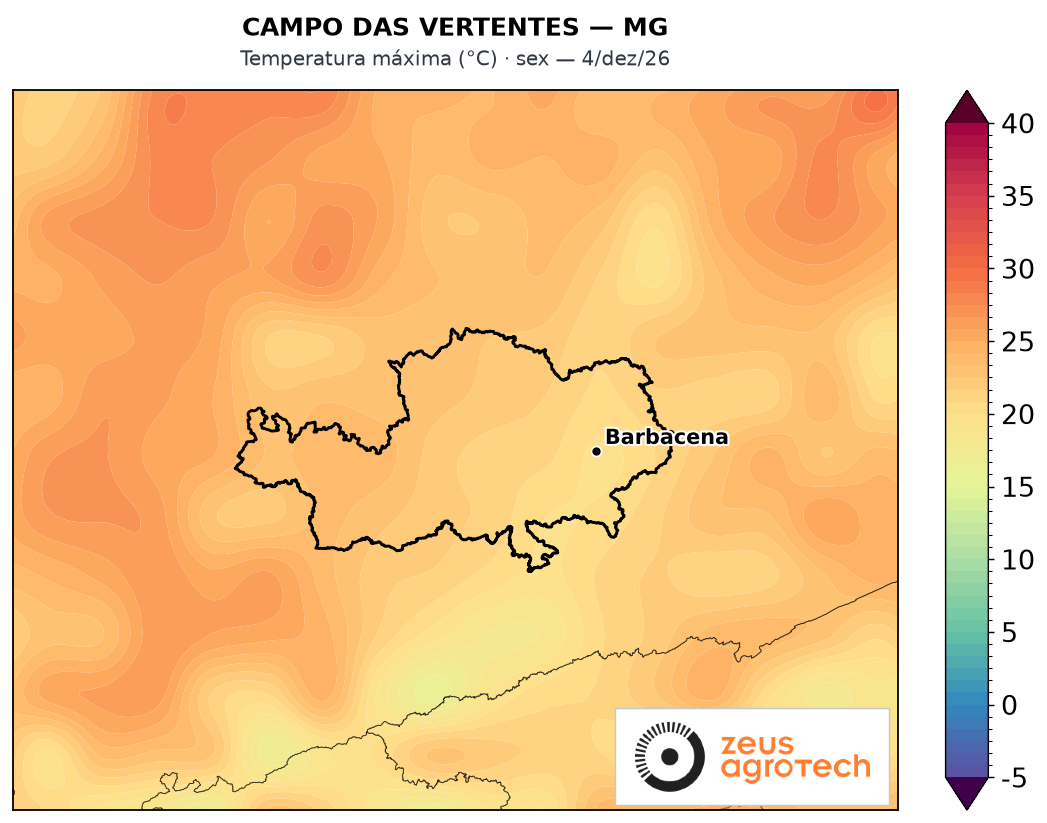 CAMPO DAS VERTENTES — MG
Temperatura máxima (°C) · sex — 4/dez/26
40
35
30
25
20
15
10
5
0
-5
Barbacena
zeus
agrotech